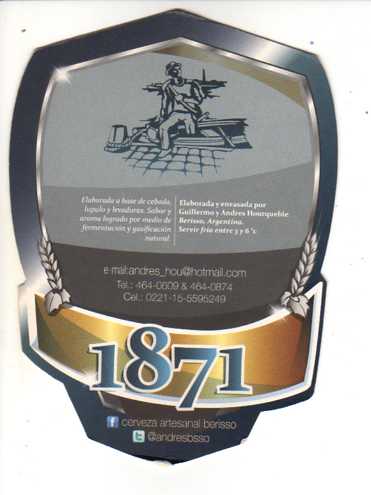 Elaborada a base de cebada,
lupulo y levaduras. Sabor y
aroma logrado por medio de
fermentación y gasificación
natural.
Elaborada y envasada por
Guillermo y Andres Hourquebie
Berisso, Argentina.
Servir frío entre 3 y 6 °c
e-mail:andres_hou@hotmail.com
Tel.: 464-0609 & 464-0874
Cel.: 0221-15-5595249
1871
cerveza artesanal berisso
@andresbsso